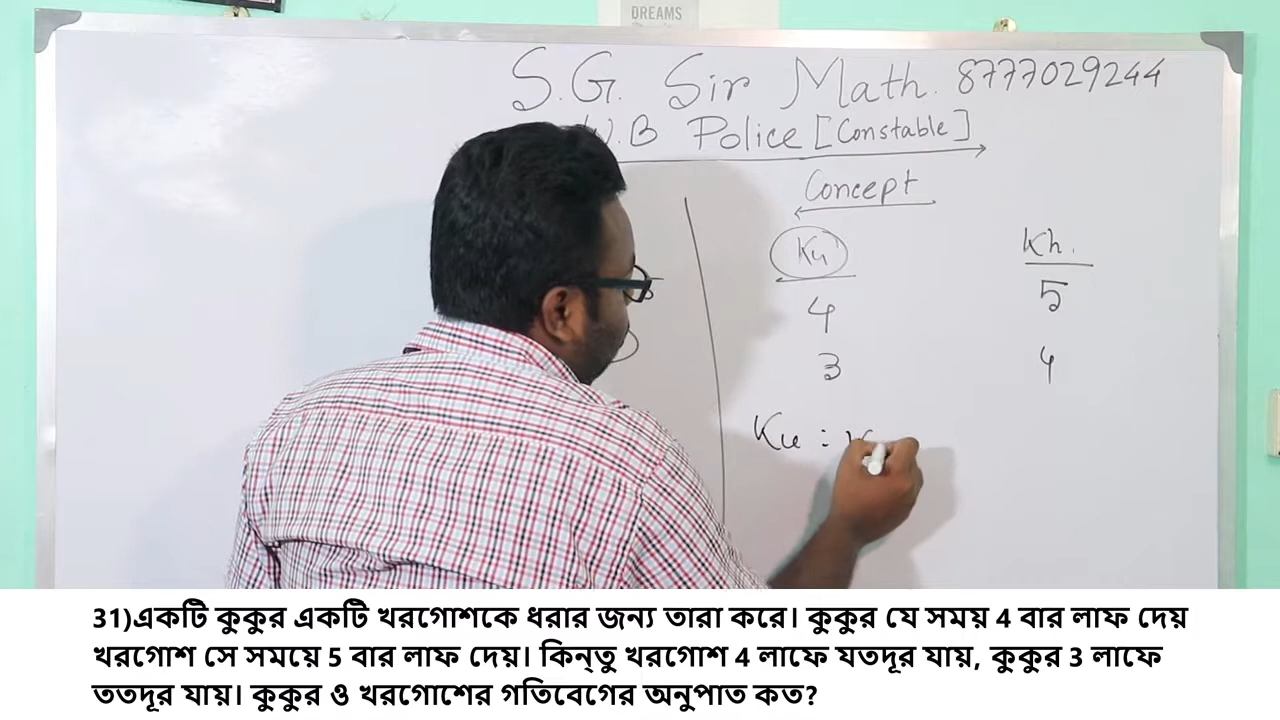 DREAMS
S.G. Sir Math. 8777029244
W.B Police [Constable]
Concept
Ku Kh.
4 5
3 4
Ku :
31)একটি কুকুর একটি খরগোশকে ধরার জন্য তারা করে। কুকুর যে সময় 4 বার লাফ দেয়
খরগোশ সে সময়ে 5 বার লাফ দেয়। কিন্তু খরগোশ 4 লাফে যতদূর যায়, কুকুর 3 লাফে
ততদূর যায়। কুকুর ও খরগোশের গতিবেগের অনুপাত কত?